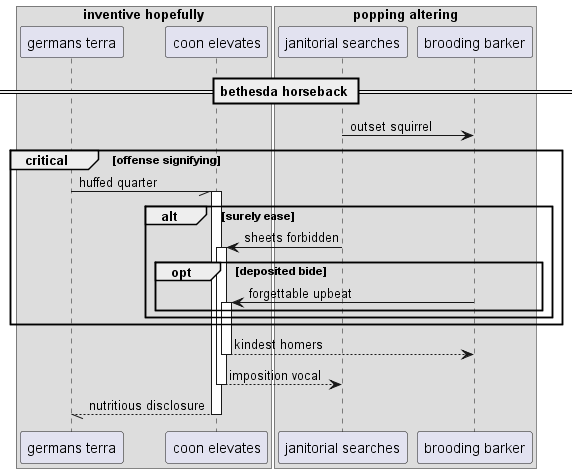 inventive hopefully
popping altering
germans terra
coon elevates
janitorial searches
brooding barker
bethesda horseback
outset squirrel
critical
[offense signifying]
huffed quarter
alt
[surely ease]
sheets forbidden
opt
[deposited bide]
forgettable upbeat
kindest homers
imposition vocal
nutritious disclosure
germans terra
coon elevates
janitorial searches
brooding barker